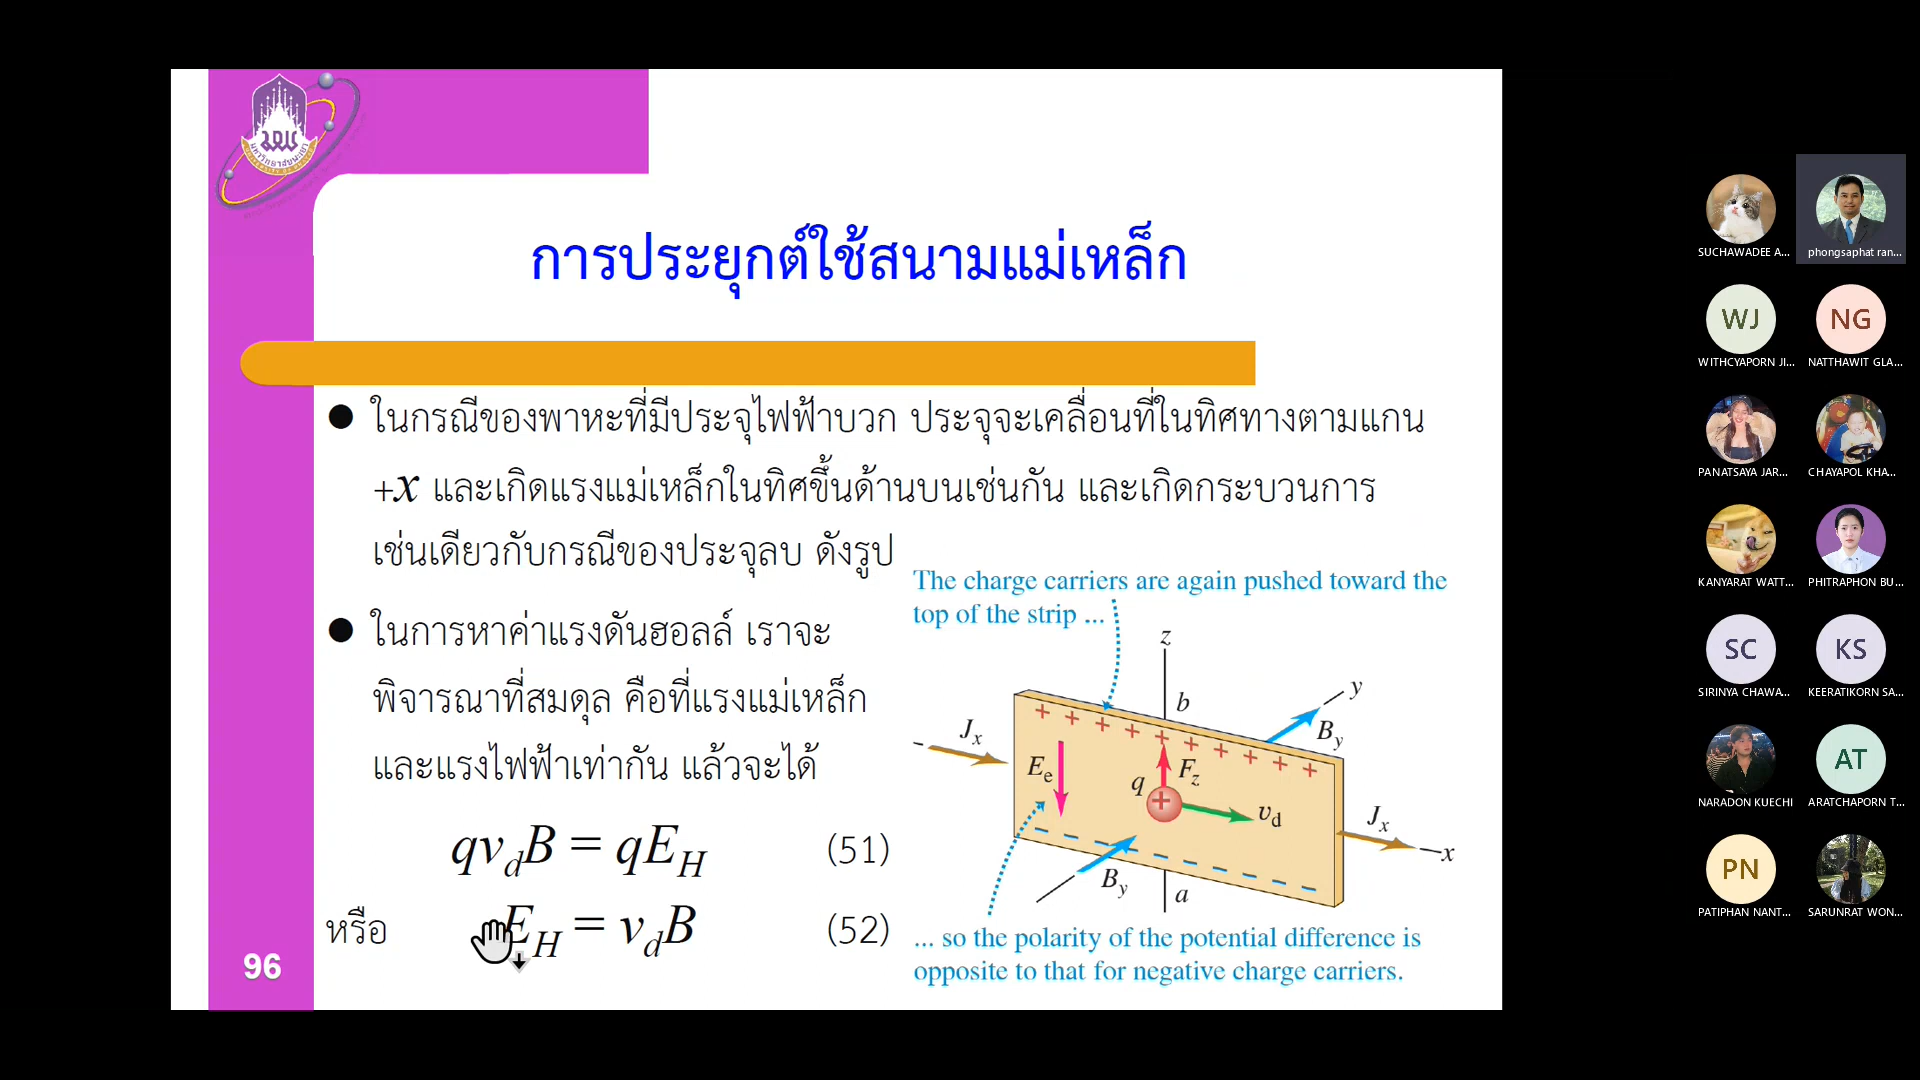 การประยุกต์ใช้สนามแม่เหล็ก
ในกรณีของพาหะที่มีประจุไฟฟ้าบวก ประจุจะเคลื่อนที่ในทิศทางตามแกน
+x และเกิดแรงแม่เหล็กในทิศขึ้นด้านบนเช่นกัน และเกิดกระบวนการ
เช่นเดียวกับกรณีของประจุลบ ดังรูป
ในการหาค่าแรงดันฮอลล์ เราจะ
พิจารณาที่สมดุล คือที่แรงแม่เหล็ก
และแรงไฟฟ้าเท่ากัน แล้วจะได้
qv_dB = qE_H (51)
หรือ E_H = v_dB (52)
96
The charge carriers are again pushed toward the
top of the strip ...
z
b
y
B_y
J_x
E_e
q
F_z
v_d
J_x
x
B_y
a
... so the polarity of the potential difference is
opposite to that for negative charge carriers.
SUCHAWADEE A...
phongsaphat ran...
WJ
WITHCYAPORN JI...
NG
NATTHAWIT GLA...
PANATSAYA JAR...
CHAYAPOL KHA...
KANYARAT WATT...
PHITRAPHON BU...
SC
SIRINYA CHAWA...
KS
KEERATIKORN SA...
NARADON KUECHI
AT
ARATCHAPORN T...
PN
PATIPHAN NANT...
SARUNRAT WON...